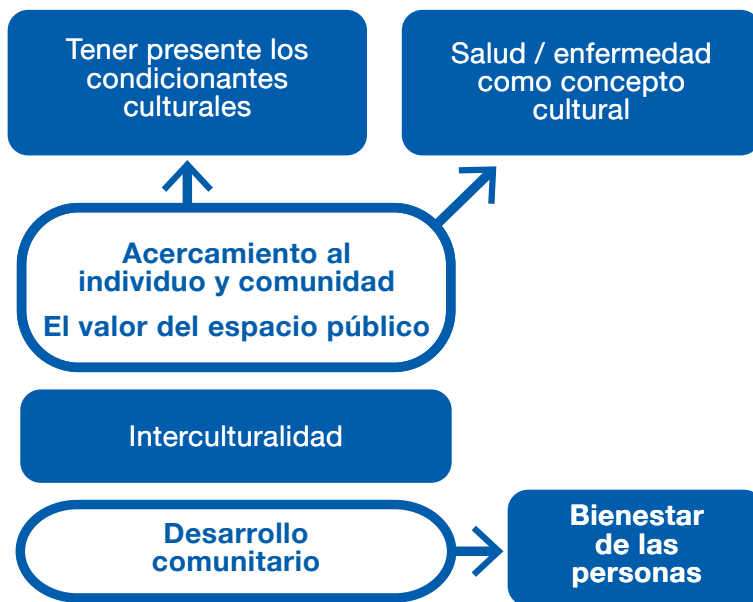 Tener presente los
condicionantes
culturales
Salud / enfermedad
como concepto
cultural
Acercamiento al
individuo y comunidad
El valor del espacio público
Interculturalidad
Desarrollo
comunitario
Bienestar
de las
personas